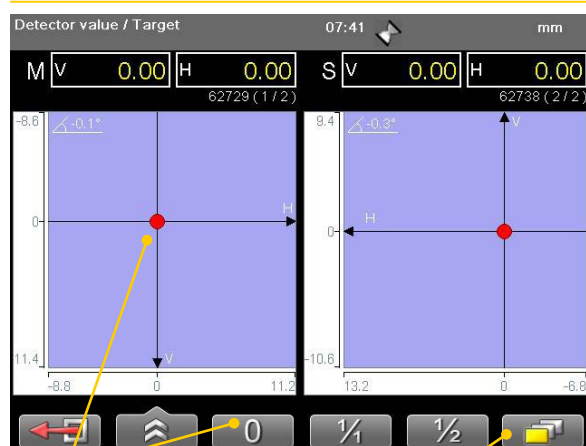 Detector value / Target 07:41 mm
M V 0.00 H 0.00 S V 0.00 H 0.00
62729 (1/2) 62738 (2/2)
-8.6 -0.1° 9.4 -0.3° V
H H
0 0
11.4 V -10.6
-8.8 0 11.2 13.2 0 -6.8
0 1/1 1/2